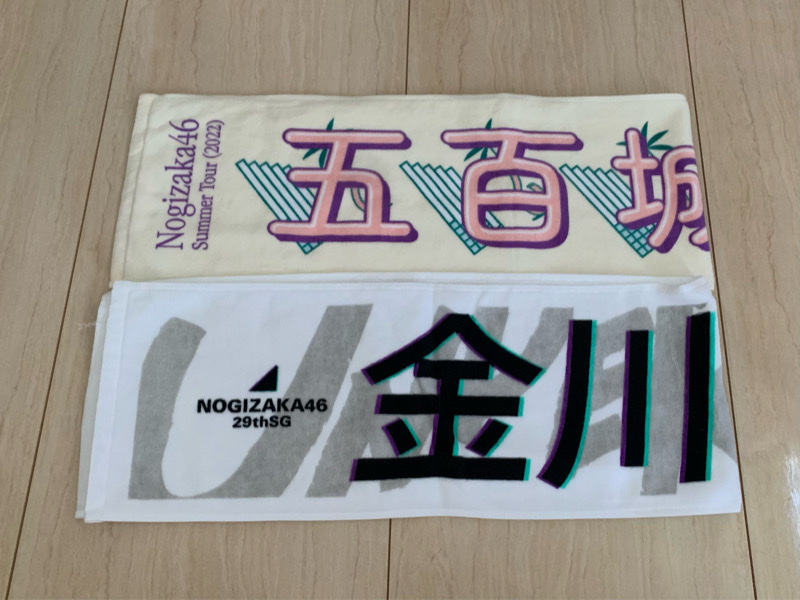 Nogizaka46
Summer Tour (2022)
五百城
NOGIZAKA46
29thSG
金川